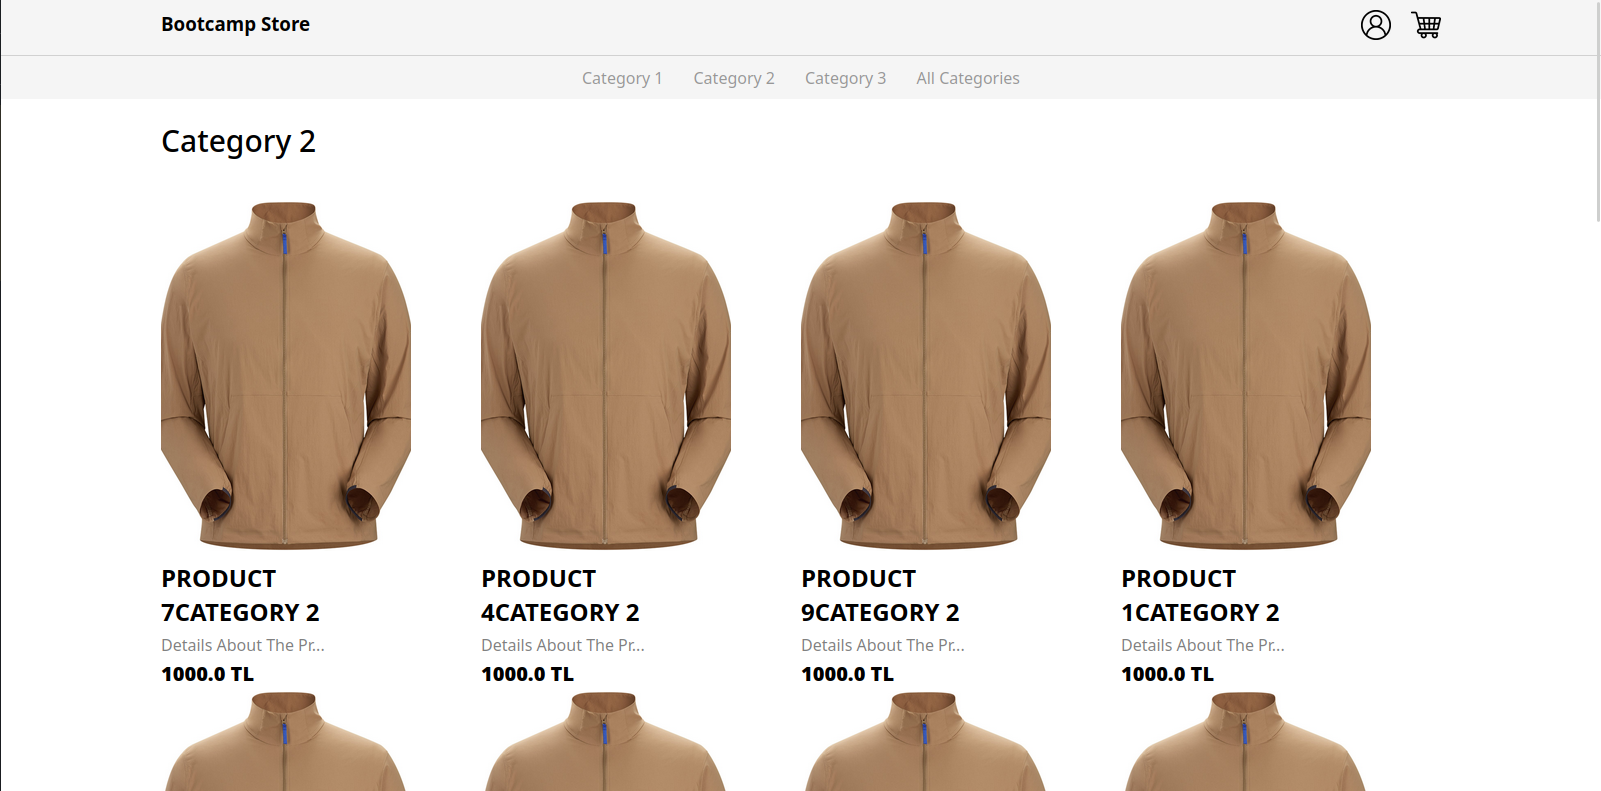 Bootcamp Store
Category 1 Category 2 Category 3 All Categories
Category 2
PRODUCT
7CATEGORY 2
Details About The Pr...
1000.0 TL
PRODUCT
4CATEGORY 2
Details About The Pr...
1000.0 TL
PRODUCT
9CATEGORY 2
Details About The Pr...
1000.0 TL
PRODUCT
1CATEGORY 2
Details About The Pr...
1000.0 TL